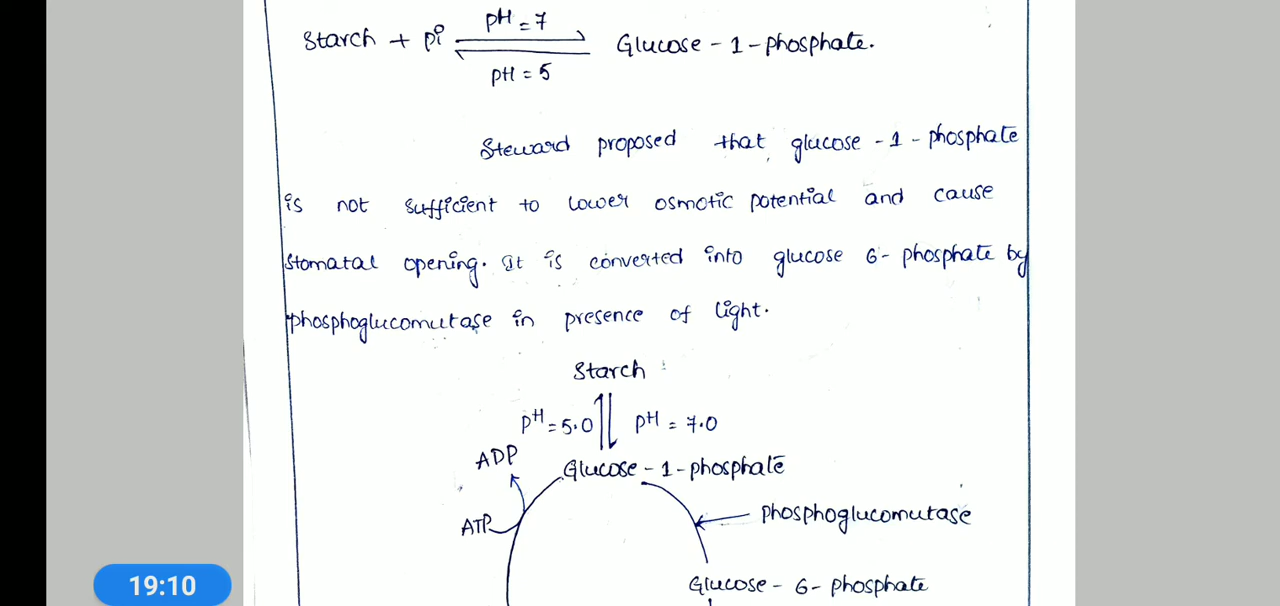 pH = 7
Starch + Pi ⇌ Glucose - 1 - phosphate.
pH = 5
Steward proposed that glucose - 1 - phosphate
is not sufficient to lower osmotic potential and cause
stomatal opening. It is converted into glucose 6 - phosphate by
phosphoglucomutase in presence of light.
Starch
pH = 5.0 pH = 7.0
ADP
Glucose - 1 - phosphate
ATP
phosphoglucomutase
Glucose - 6 - phosphate
19:10